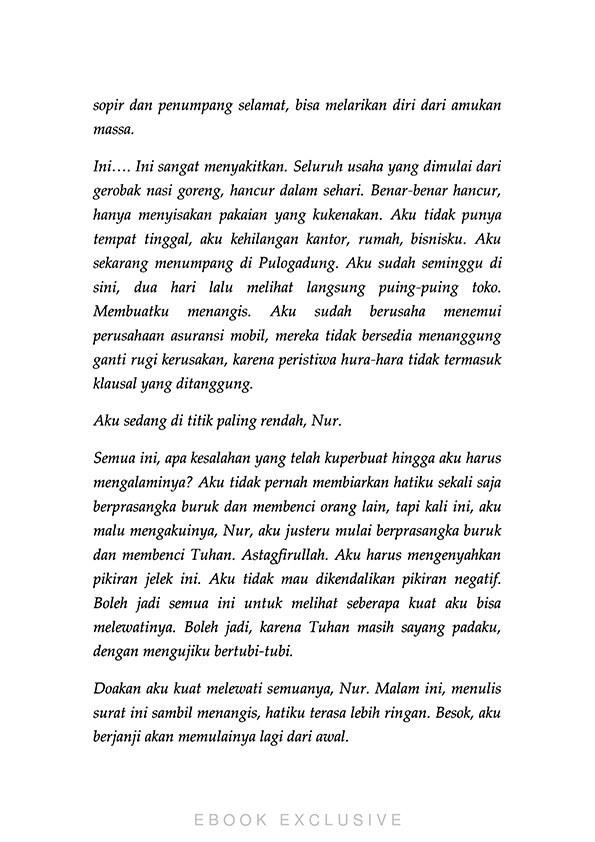 sopir dan penumpang selamat, bisa melarikan diri dari amukan
massa.
Ini…. Ini sangat menyakitkan. Seluruh usaha yang dimulai dari
gerobak nasi goreng, hancur dalam sehari. Benar-benar hancur,
hanya menyisakan pakaian yang kukenakan. Aku tidak punya
tempat tinggal, aku kehilangan kantor, rumah, bisnisku. Aku
sekarang menumpang di Pulogadung. Aku sudah seminggu di
sini, dua hari lalu melihat langsung puing-puing toko.
Membuatku menangis. Aku sudah berusaha menemui
perusahaan asuransi mobil, mereka tidak bersedia menanggung
ganti rugi kerusakan, karena peristiwa hura-hara tidak termasuk
klausal yang ditanggung.
Aku sedang di titik paling rendah, Nur.
Semua ini, apa kesalahan yang telah kuperbuat hingga aku harus
mengalaminya? Aku tidak pernah membiarkan hatiku sekali saja
berprasangka buruk dan membenci orang lain, tapi kali ini, aku
malu mengakuinya, Nur, aku justeru mulai berprasangka buruk
dan membenci Tuhan. Astagfirullah. Aku harus mengenyahkan
pikiran jelek ini. Aku tidak mau dikendalikan pikiran negatif.
Boleh jadi semua ini untuk melihat seberapa kuat aku bisa
melewatinya. Boleh jadi, karena Tuhan masih sayang padaku,
dengan mengujiku bertubi-tubi.
Doakan aku kuat melewati semuanya, Nur. Malam ini, menulis
surat ini sambil menangis, hatiku terasa lebih ringan. Besok, aku
berjanji akan memulainya lagi dari awal.
EBOOK EXCLUSIVE